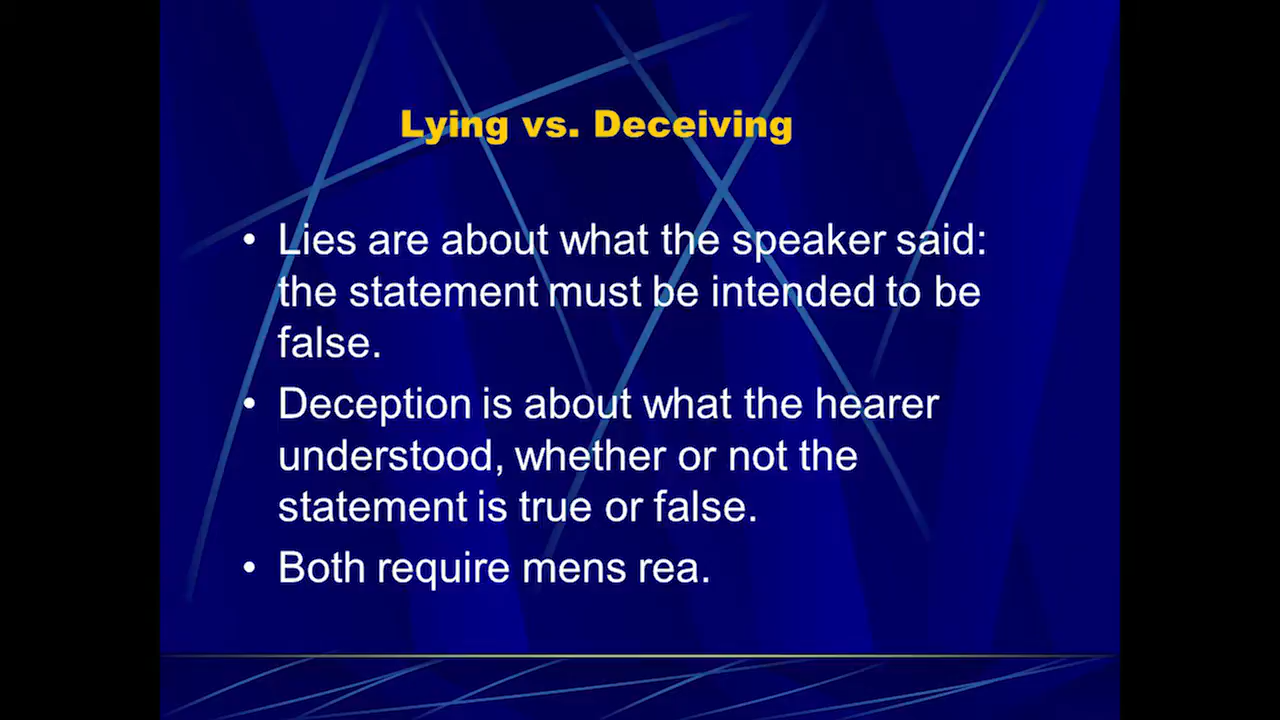 Lying vs. Deceiving
• Lies are about what the speaker said:
the statement must be intended to be
false.
• Deception is about what the hearer
understood, whether or not the
statement is true or false.
• Both require mens rea.